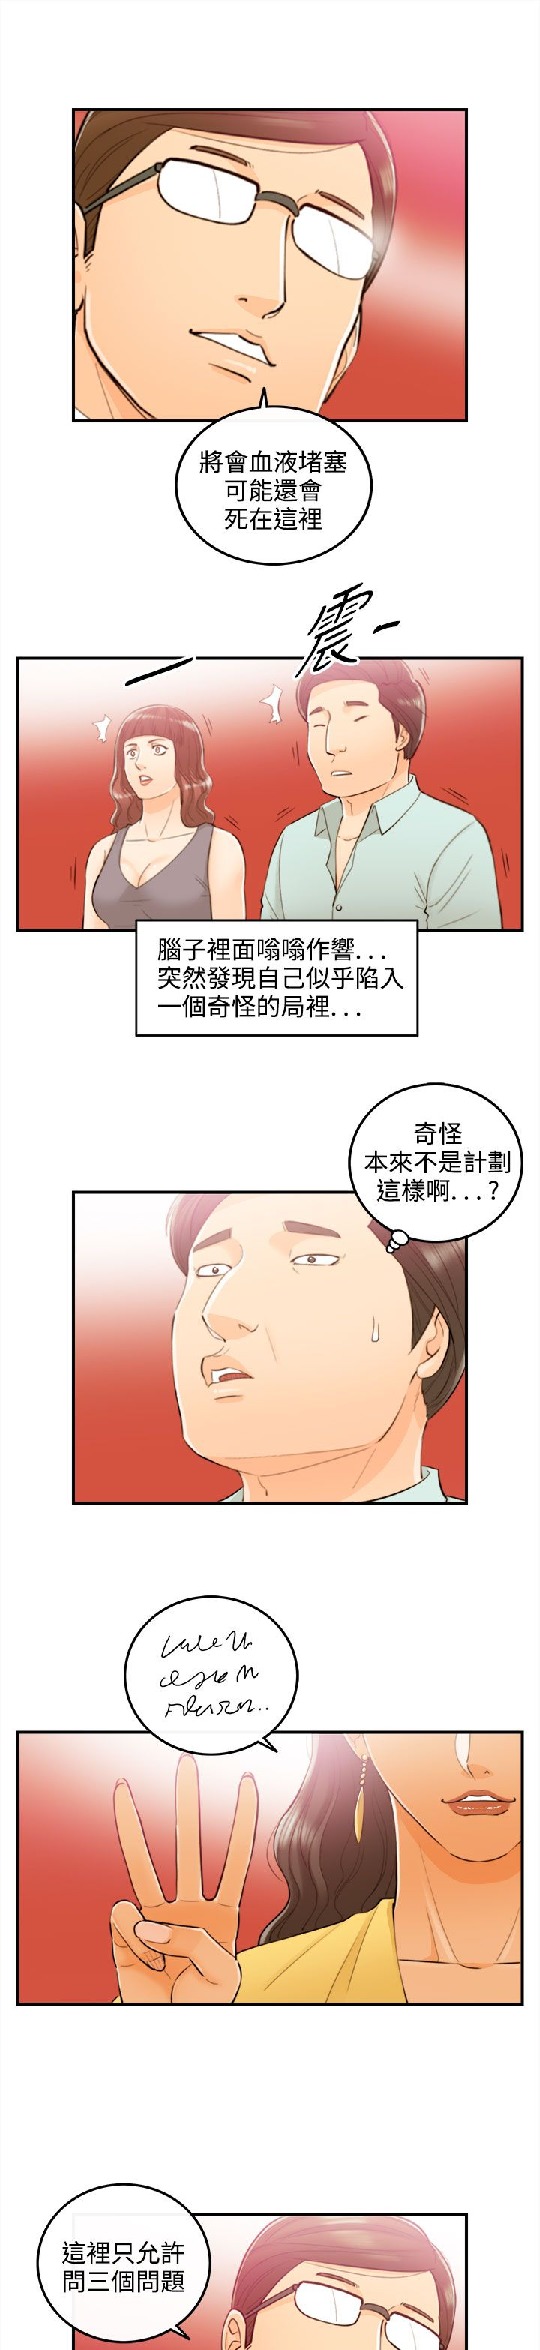 將會血液堵塞
可能還會
死在這裡
震
腦子裡面嗡嗡作響...
突然發現自己似乎陷入
一個奇怪的局裡...
奇怪
本來不是計劃
這樣啊...?
這裡只允許
問三個問題